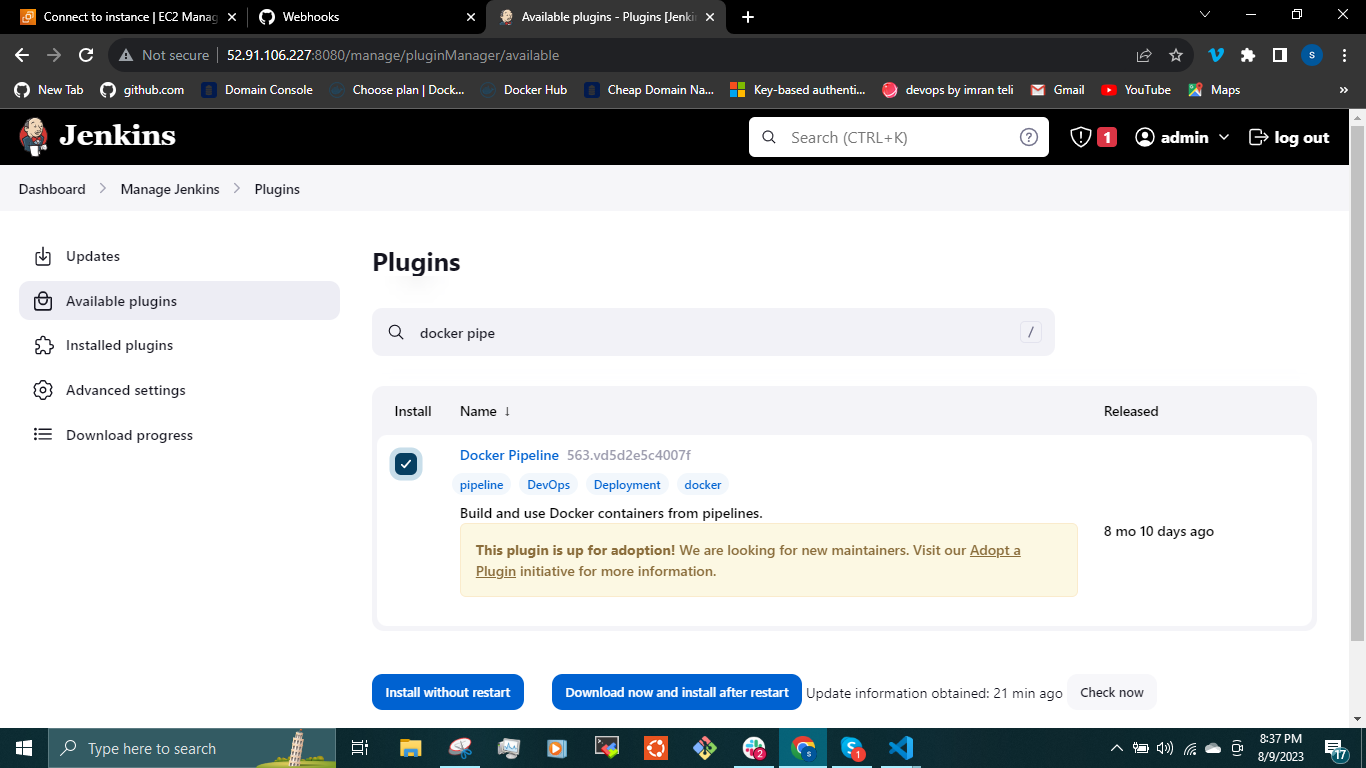 Connect to instance | EC2 Manag
Webhooks
Available plugins - Plugins [Jenki
Not secure
52.91.106.227:8080/manage/pluginManager/available
S
New Tab
github.com
Domain Console
Choose plan | Dock...
Docker Hub
Cheap Domain Na...
Key-based authenti...
devops by imran teli
Gmail
YouTube
Maps
»
Jenkins
Search (CTRL+K)
?
1
admin
log out
Dashboard
Manage Jenkins
Plugins
Updates
Available plugins
Installed plugins
Advanced settings
Download progress
Plugins
docker pipe
/
Install
Name ↓
Released
Docker Pipeline 563.vd5d2e5c4007f
pipeline
DevOps
Deployment
docker
Build and use Docker containers from pipelines.
This plugin is up for adoption! We are looking for new maintainers. Visit our Adopt a
Plugin initiative for more information.
8 mo 10 days ago
Install without restart
Download now and install after restart
Update information obtained: 21 min ago
Check now
Type here to search
2
S
1
8:37 PM
8/9/2023
17